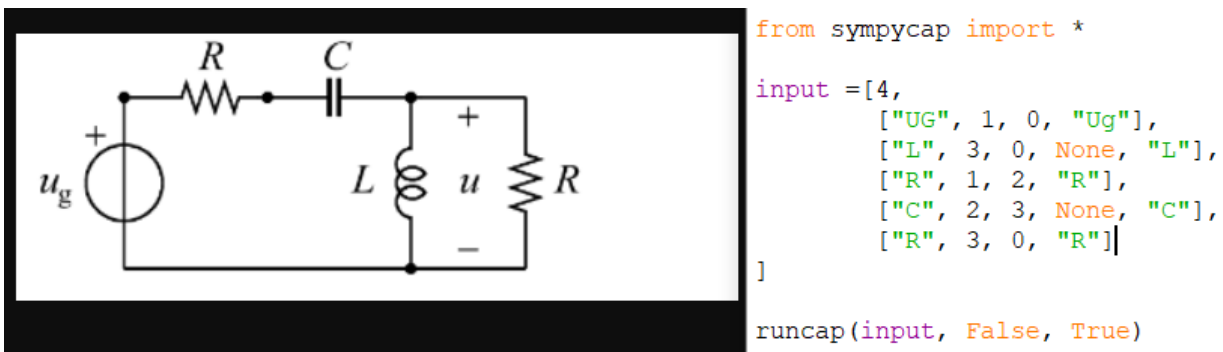 R C
+ +
u_g L u R
−
from sympycap import *
input =[4,
["UG", 1, 0, "Ug"],
["L", 3, 0, None, "L"],
["R", 1, 2, "R"],
["C", 2, 3, None, "C"],
["R", 3, 0, "R"]
]
runcap(input, False, True)